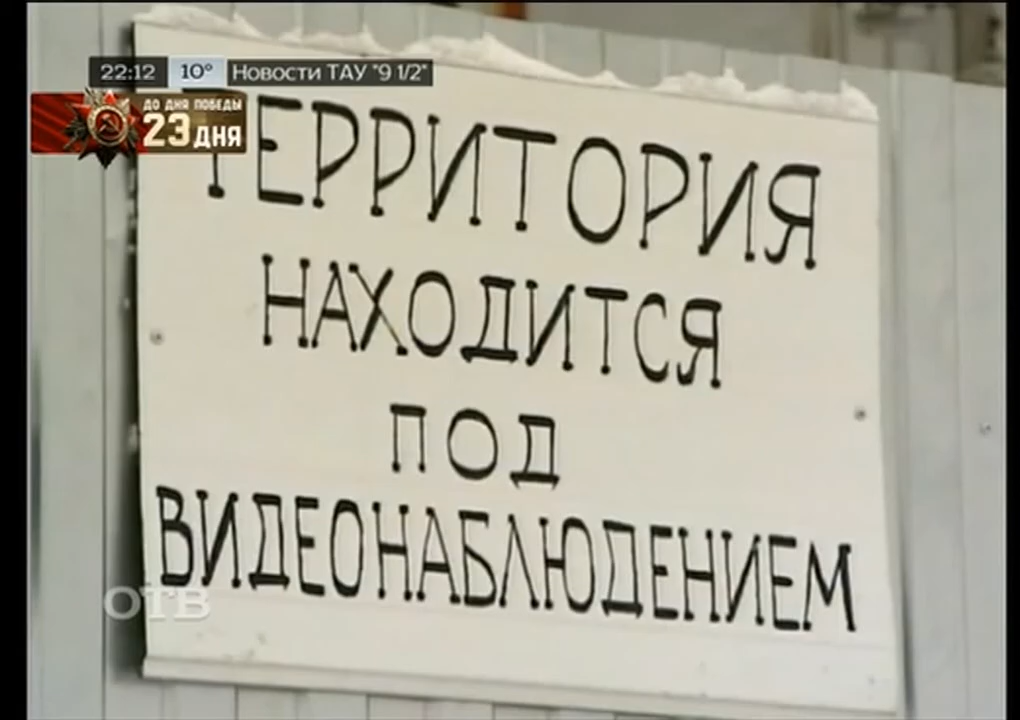 22:12 10° Новости ТАУ "9 1/2"
ДО ДНЯ ПОБЕДЫ
23 ДНЯ
ТЕРРИТОРИЯ
НАХОДИТСЯ
ПОД
ВИДЕОНАБЛЮДЕНИЕМ
ОТВ